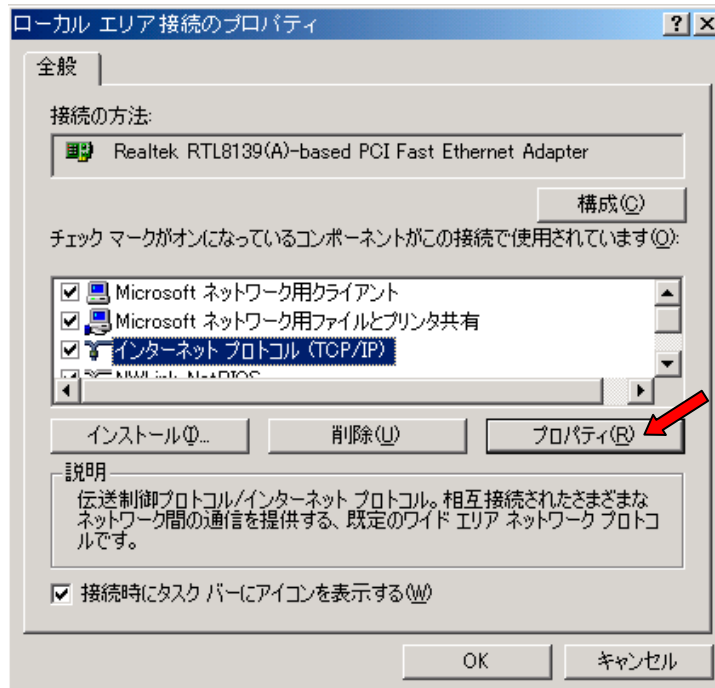 ローカル エリア接続のプロパティ
全般
接続の方法:
Realtek RTL8139(A)-based PCI Fast Ethernet Adapter
構成(C)
チェック マークがオンになっているコンポーネントがこの接続で使用されています(O):
Microsoft ネットワーク用クライアント
Microsoft ネットワーク用ファイルとプリンタ共有
インターネット プロトコル (TCP/IP)
NWLink NetBIOS
インストール(I)...
削除(U)
プロパティ(R)
説明
伝送制御プロトコル/インターネット プロトコル。相互接続されたさまざまな
ネットワーク間の通信を提供する、既定のワイド エリア ネットワーク プロトコ
ルです。
接続時にタスク バーにアイコンを表示する(W)
OK
キャンセル